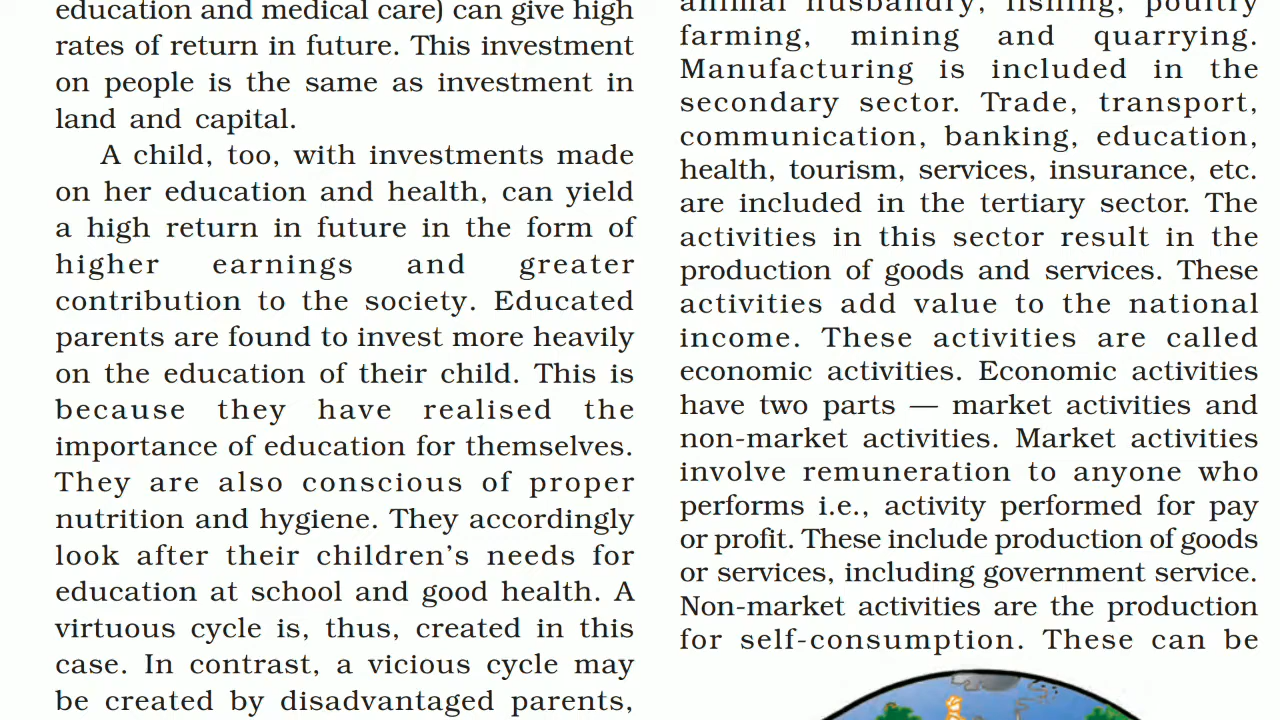 education and medical care) can give high
rates of return in future. This investment
on people is the same as investment in
land and capital.
A child, too, with investments made
on her education and health, can yield
a high return in future in the form of
higher earnings and greater
contribution to the society. Educated
parents are found to invest more heavily
on the education of their child. This is
because they have realised the
importance of education for themselves.
They are also conscious of proper
nutrition and hygiene. They accordingly
look after their children's needs for
education at school and good health. A
virtuous cycle is, thus, created in this
case. In contrast, a vicious cycle may
be created by disadvantaged parents,
animal husbandry, fishing, poultry
farming, mining and quarrying.
Manufacturing is included in the
secondary sector. Trade, transport,
communication, banking, education,
health, tourism, services, insurance, etc.
are included in the tertiary sector. The
activities in this sector result in the
production of goods and services. These
activities add value to the national
income. These activities are called
economic activities. Economic activities
have two parts — market activities and
non-market activities. Market activities
involve remuneration to anyone who
performs i.e., activity performed for pay
or profit. These include production of goods
or services, including government service.
Non-market activities are the production
for self-consumption. These can be